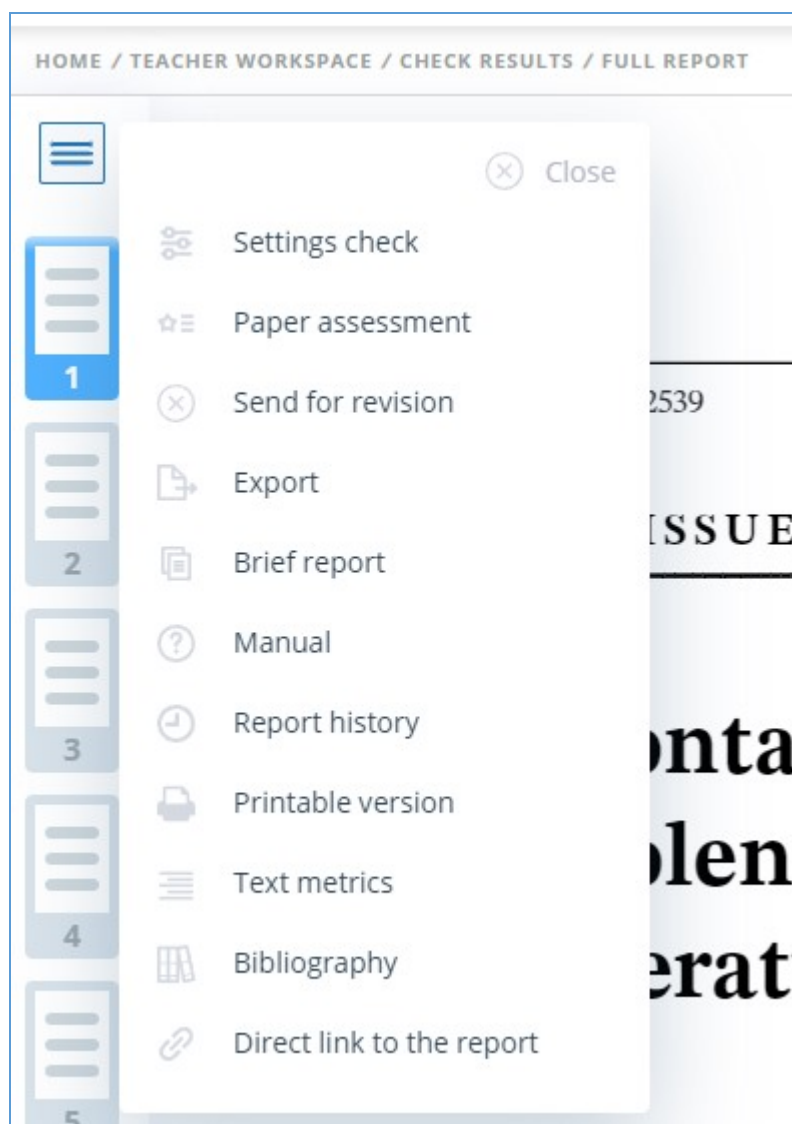 HOME / TEACHER WORKSPACE / CHECK RESULTS / FULL REPORT
Close
Settings check
Paper assessment
1
Send for revision
2539
Export
ISSUE
Brief report
2
Manual
Report history
3
Printable version
Text metrics
4
Bibliography
Direct link to the report
5